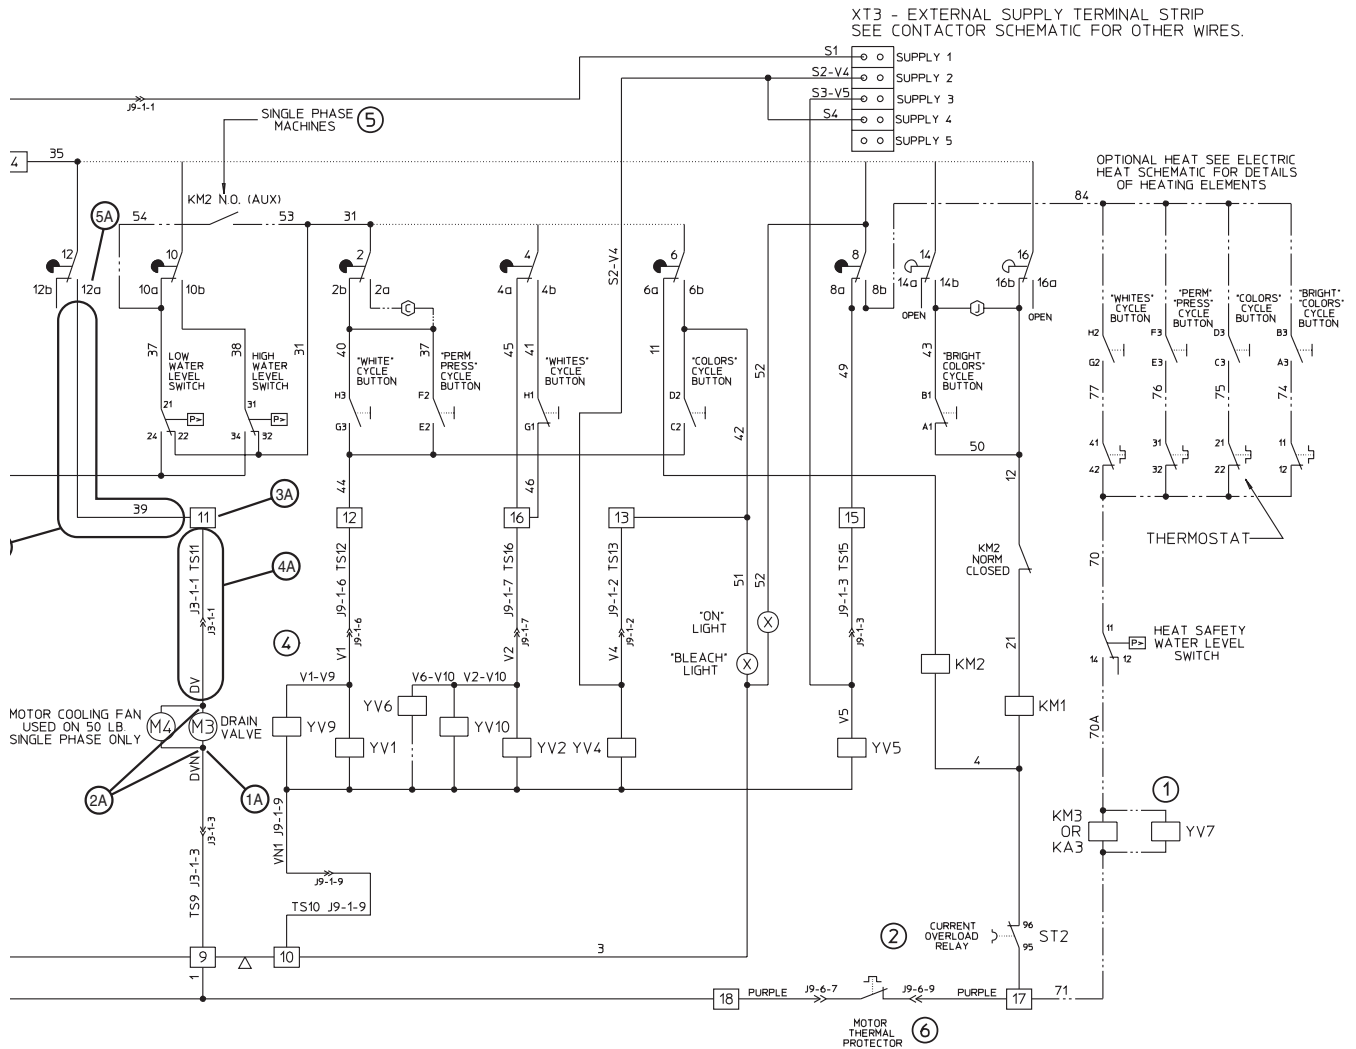 XT3 - EXTERNAL SUPPLY TERMINAL STRIP
SEE CONTACTOR SCHEMATIC FOR OTHER WIRES.
S1
SUPPLY 1
S2-V4
SUPPLY 2
S3-V5
SUPPLY 3
S4
SUPPLY 4
SUPPLY 5
J9-1-1
SINGLE PHASE
MACHINES
5
4
35
OPTIONAL HEAT SEE ELECTRIC
HEAT SCHEMATIC FOR DETAILS
OF HEATING ELEMENTS
84
KM2 N.O. (AUX)
5A
54
53
31
12
12b
12a
10
10a
10b
2
2b
2a
4
4a
4b
S2-V4
6
6a
6b
8
8a
8b
14
14a
14b
OPEN
16
16b
16a
OPEN
C
J
37
LOW
WATER
LEVEL
SWITCH
38
HIGH
WATER
LEVEL
SWITCH
31
40
"WHITE"
CYCLE
BUTTON
37
"PERM
PRESS"
CYCLE
BUTTON
45
41
"WHITES"
CYCLE
BUTTON
11
"COLORS"
CYCLE
BUTTON
52
49
43
"BRIGHT
COLORS"
CYCLE
BUTTON
"WHITES"
CYCLE
BUTTON
"PERM
PRESS"
CYCLE
BUTTON
"COLORS"
CYCLE
BUTTON
"BRIGHT"
"COLORS"
CYCLE
BUTTON
H2
G2
F3
E3
D3
C3
B3
A3
21
P>
24
22
31
P>
34
32
H3
G3
F2
E2
H1
G1
D2
C2
42
B1
A1
50
77
76
75
74
41
42
31
32
21
22
11
12
12
39
11
3A
44
12
46
16
13
15
THERMOSTAT
J3-1-1 TS11
J3-1-1
4A
J9-1-6 TS12
J9-1-6
J9-1-7 TS16
J9-1-7
J9-1-2 TS13
J9-1-2
51
52
J9-1-3 TS15
J9-1-3
KM2
NORM
CLOSED
70
"ON"
LIGHT
X
"BLEACH"
LIGHT
X
4
DV
V1
V2
V4
21
KM2
11
P>
14
12
HEAT SAFETY
WATER LEVEL
SWITCH
V1-V9
V6-V10
V2-V10
MOTOR COOLING FAN
USED ON 50 LB.
SINGLE PHASE ONLY
M4
M3
DRAIN
VALVE
YV9
YV1
YV6
YV10
YV2
YV4
V5
YV5
KM1
70A
4
DVN
2A
1A
1
KM3
OR
KA3
YV7
J3-1-3
TS9 J3-1-3
VN1 J9-1-9
J9-1-9
TS10 J9-1-9
2
CURRENT
OVERLOAD
RELAY
96
95
ST2
9
10
3
1
18
PURPLE
J9-6-7
J9-6-9
PURPLE
17
71
MOTOR
THERMAL
PROTECTOR
6